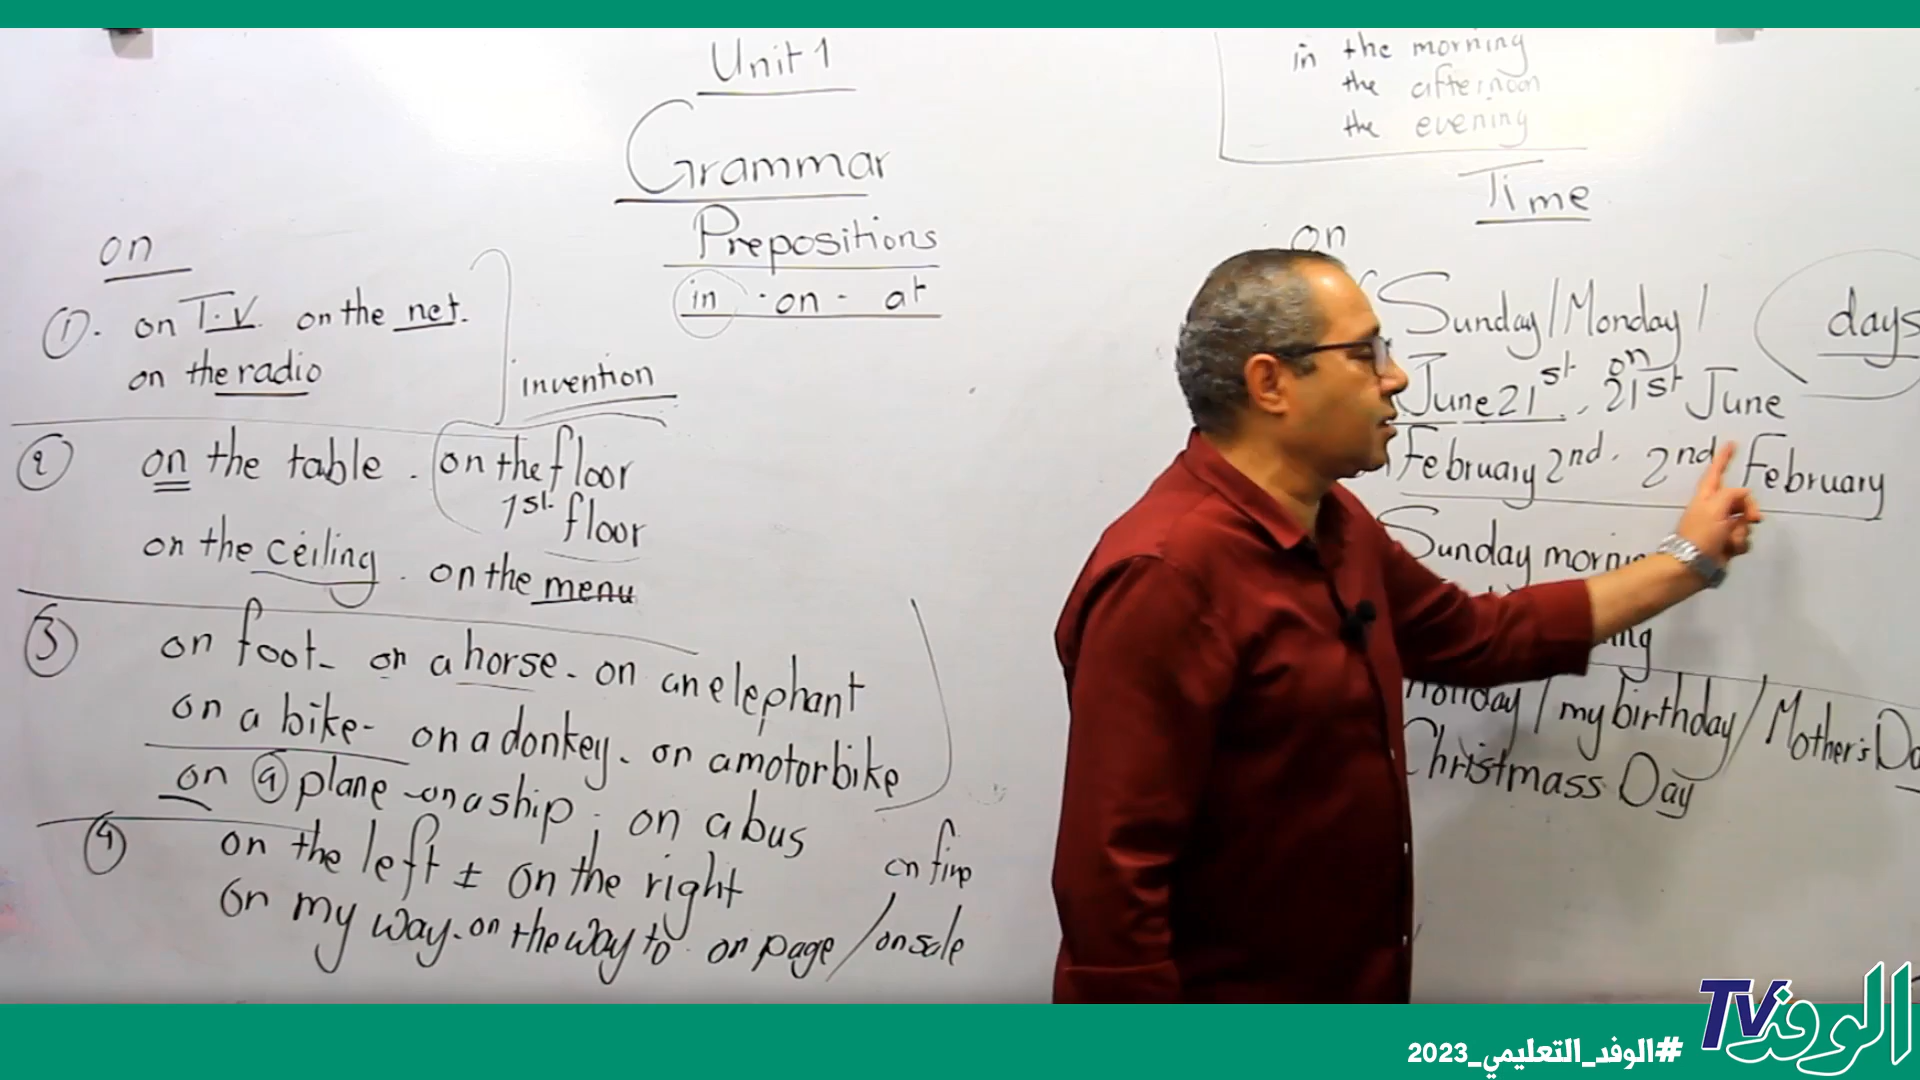 Unit 1
Grammar
Prepositions
in . on - at
on
① . on T.V. on the net.
on the radio
invention
② on the table . on the floor
1st floor
on the ceiling . on the menu
③ on foot - on a horse - on an elephant
on a bike - on a donkey . on a motorbike
on a plane - on a ship , on a bus
④ on the left ± on the right
on my way . on the way to . on page / on sale
on fire
in the morning
the afternoon
the evening
Time
on
Sunday / Monday /
days
June 21st . on 21st June
February 2nd . 2nd February
Sunday
Holiday / my birthday / Mother's
Christmass Day
الوفد TV
#الوفد_التعليمي_2023